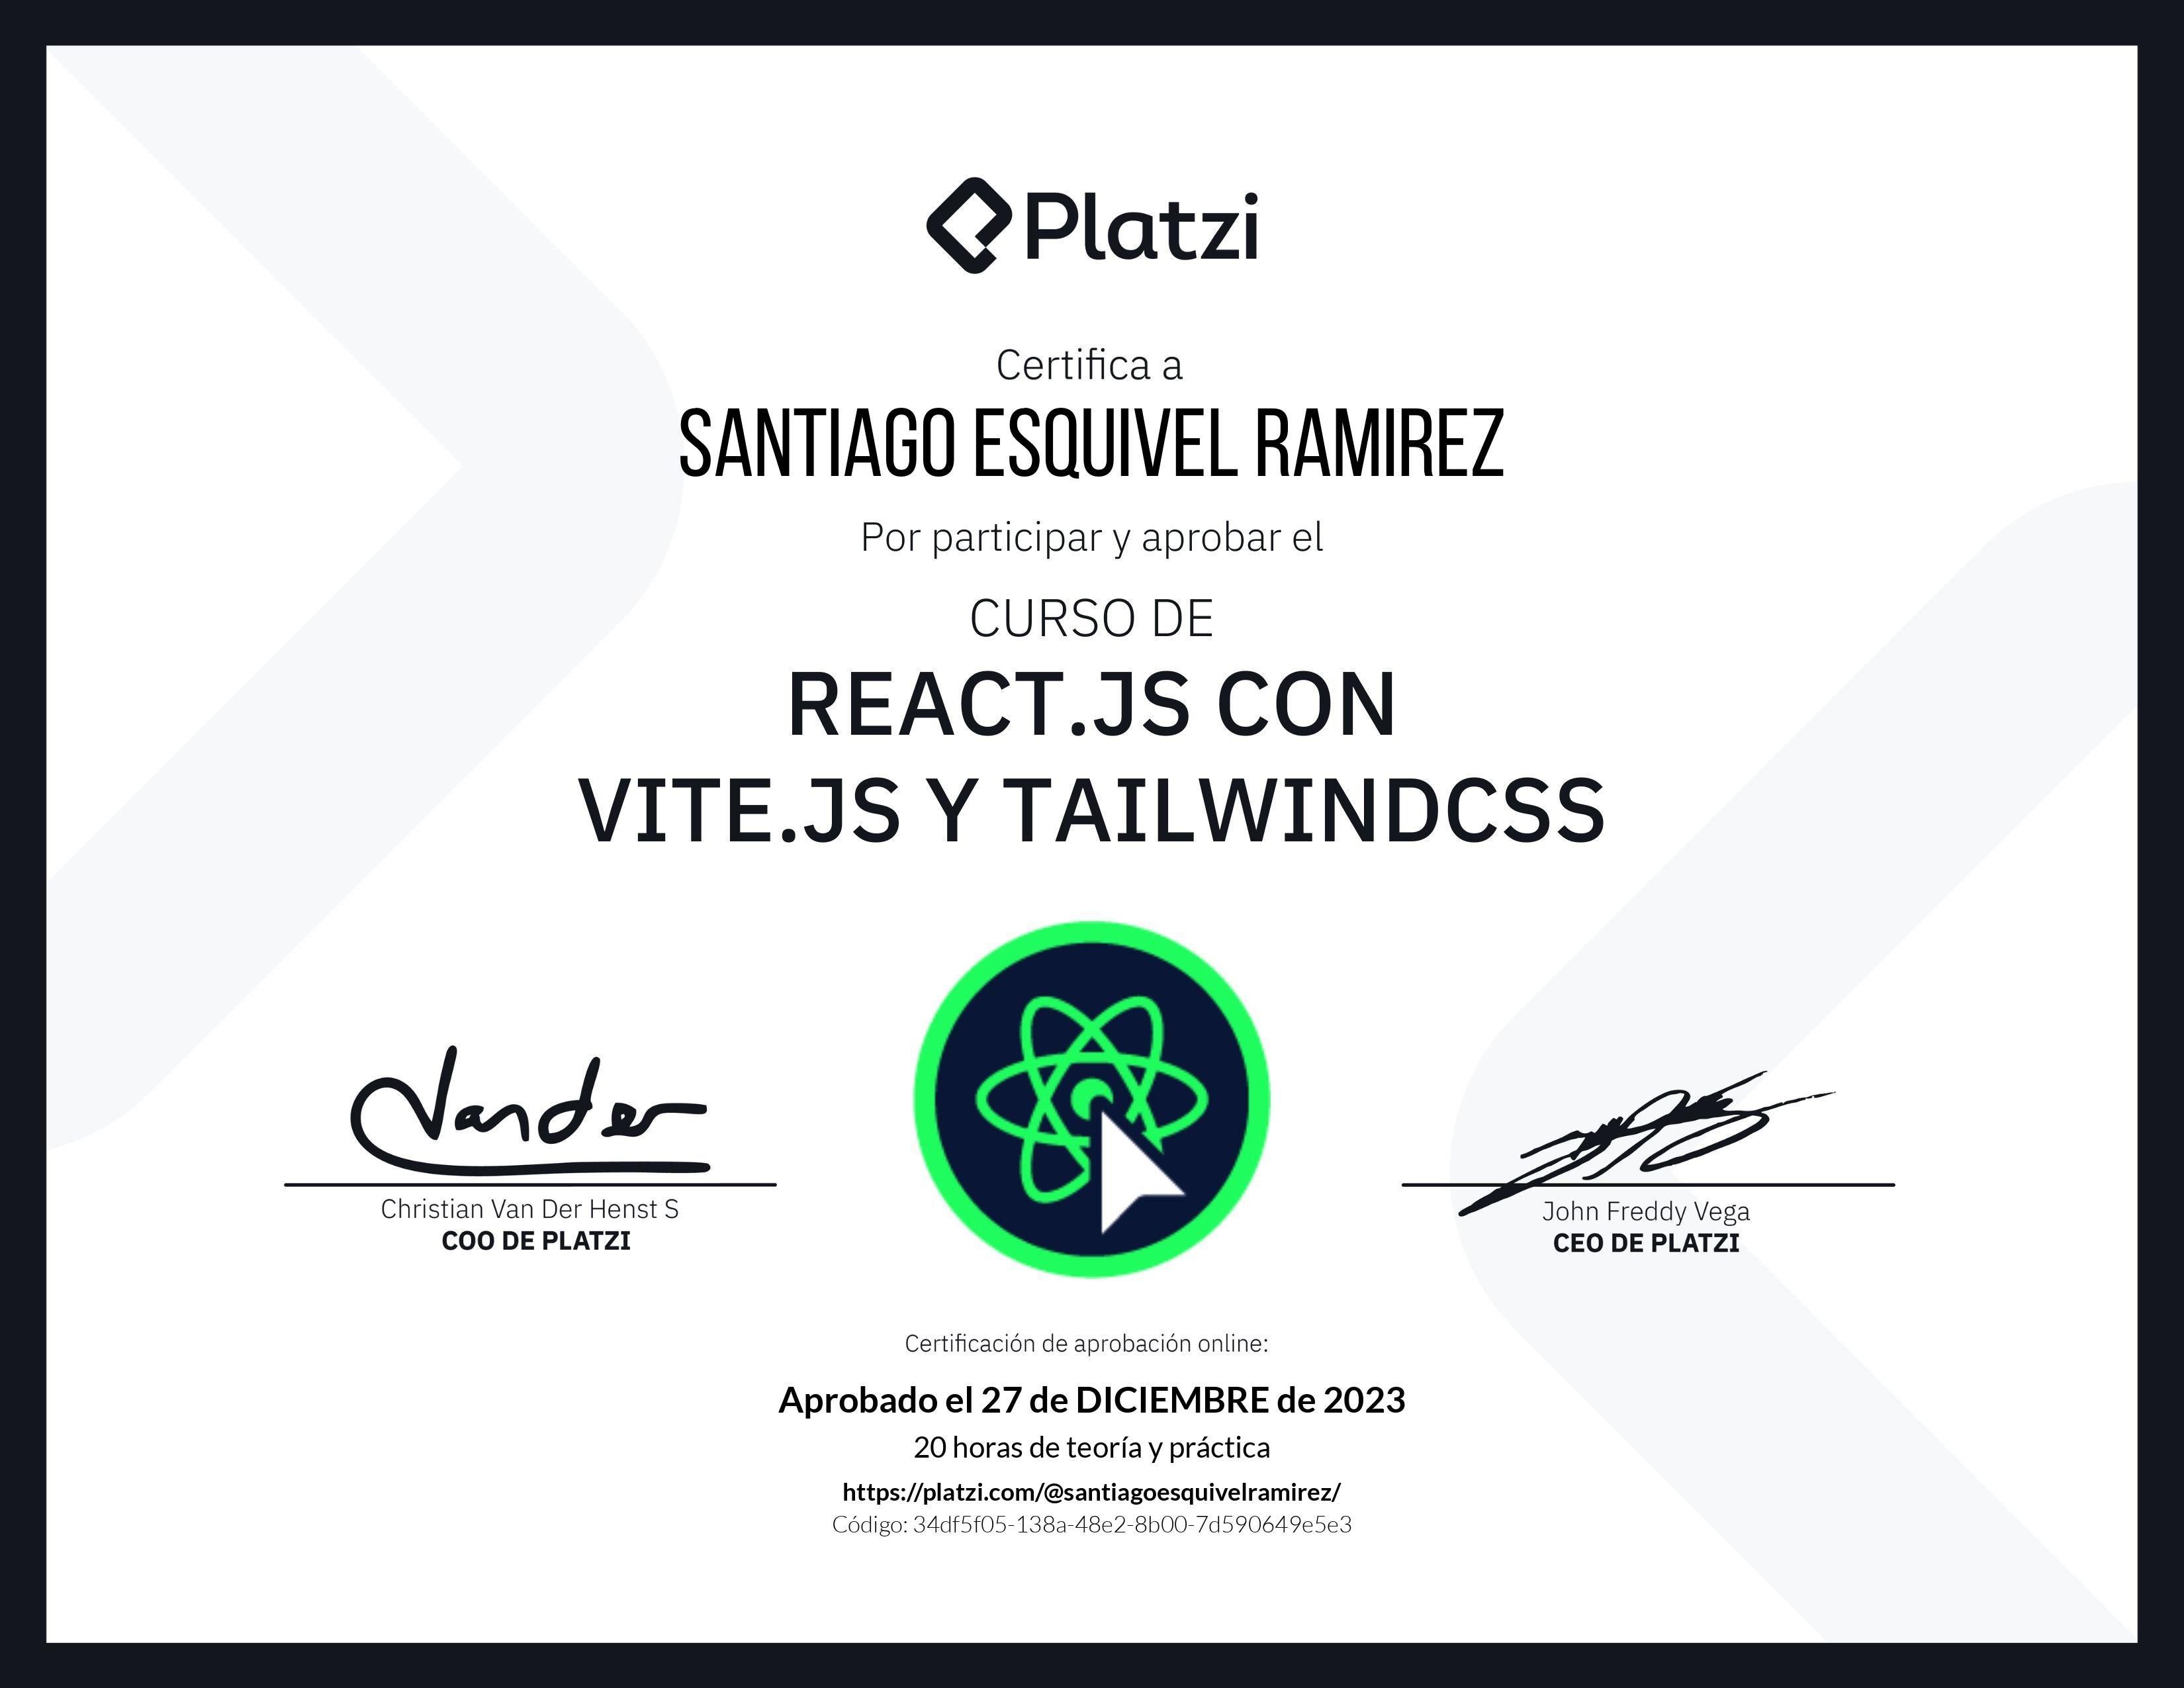 Platzi
Certifica a
SANTIAGO ESQUIVEL RAMIREZ
Por participar y aprobar el
CURSO DE
REACT.JS CON
VITE.JS Y TAILWINDCSS
Vander
Christian Van Der Henst S
COO DE PLATZI
John Freddy Vega
CEO DE PLATZI
Certificación de aprobación online:
Aprobado el 27 de DICIEMBRE de 2023
20 horas de teoría y práctica
https://platzi.com/@santiagoesquivelramirez/
Código: 34df5f05-138a-48e2-8b00-7d590649e5e3